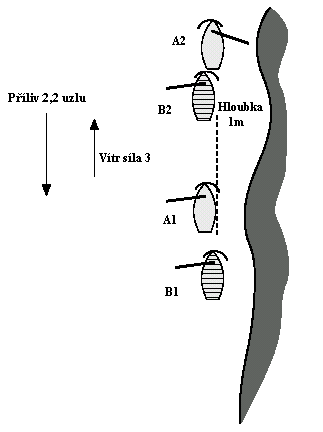 A2
Příliv 2,2 uzlu
B2
Hloubka
1m
Vítr síla 3
A1
B1